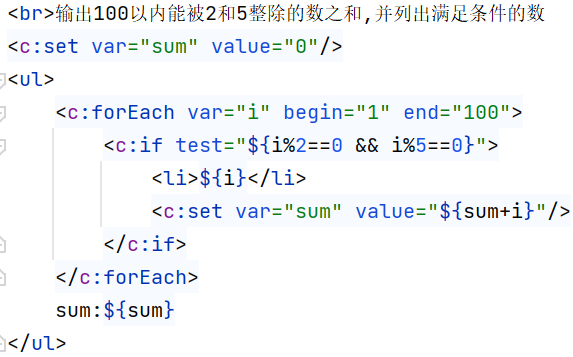 <br>输出100以内能被2和5整除的数之和,并列出满足条件的数
<c:set var="sum" value="0"/>
<ul>
<c:forEach var="i" begin="1" end="100">
<c:if test="${i%2==0 && i%5==0}">
<li>${i}</li>
<c:set var="sum" value="${sum+i}"/>
</c:if>
</c:forEach>
sum:${sum}
</ul>